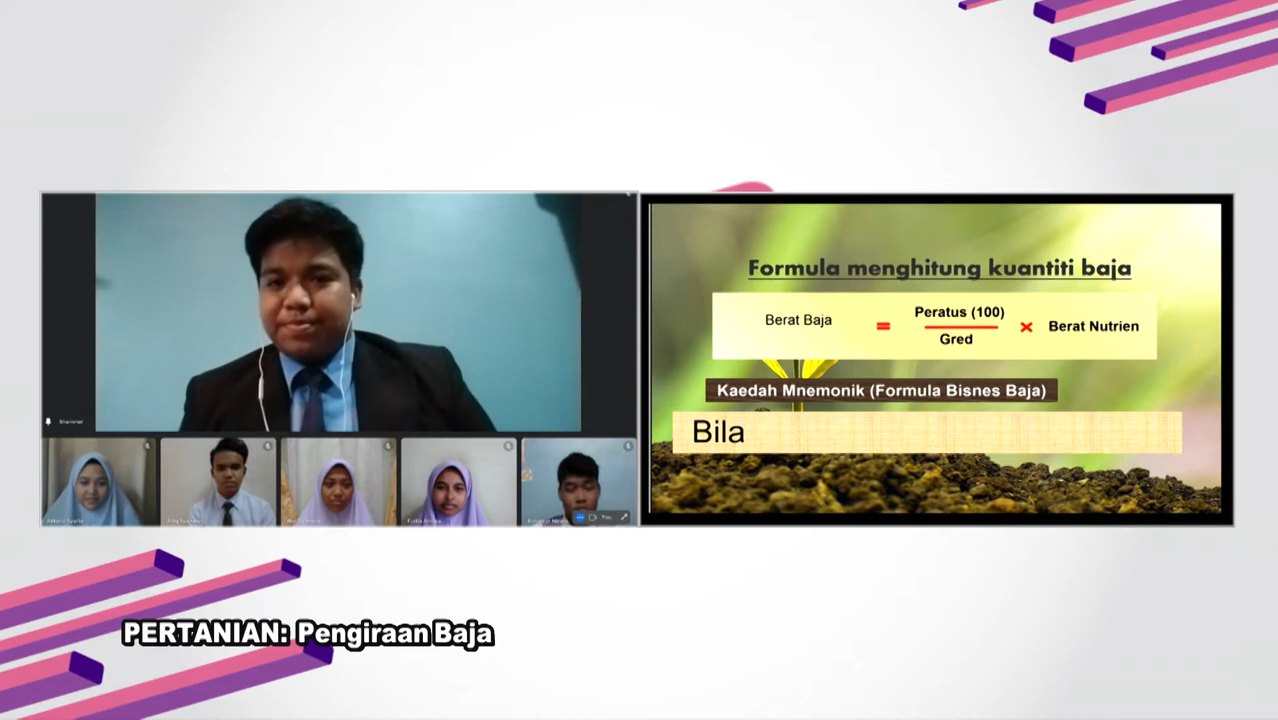 Formula menghitung kuantiti baja
Berat Baja = Peratus (100) / Gred × Berat Nutrien
Kaedah Mnemonik (Formula Bisnes Baja)
Bila
You
PERTANIAN: Pengiraan Baja